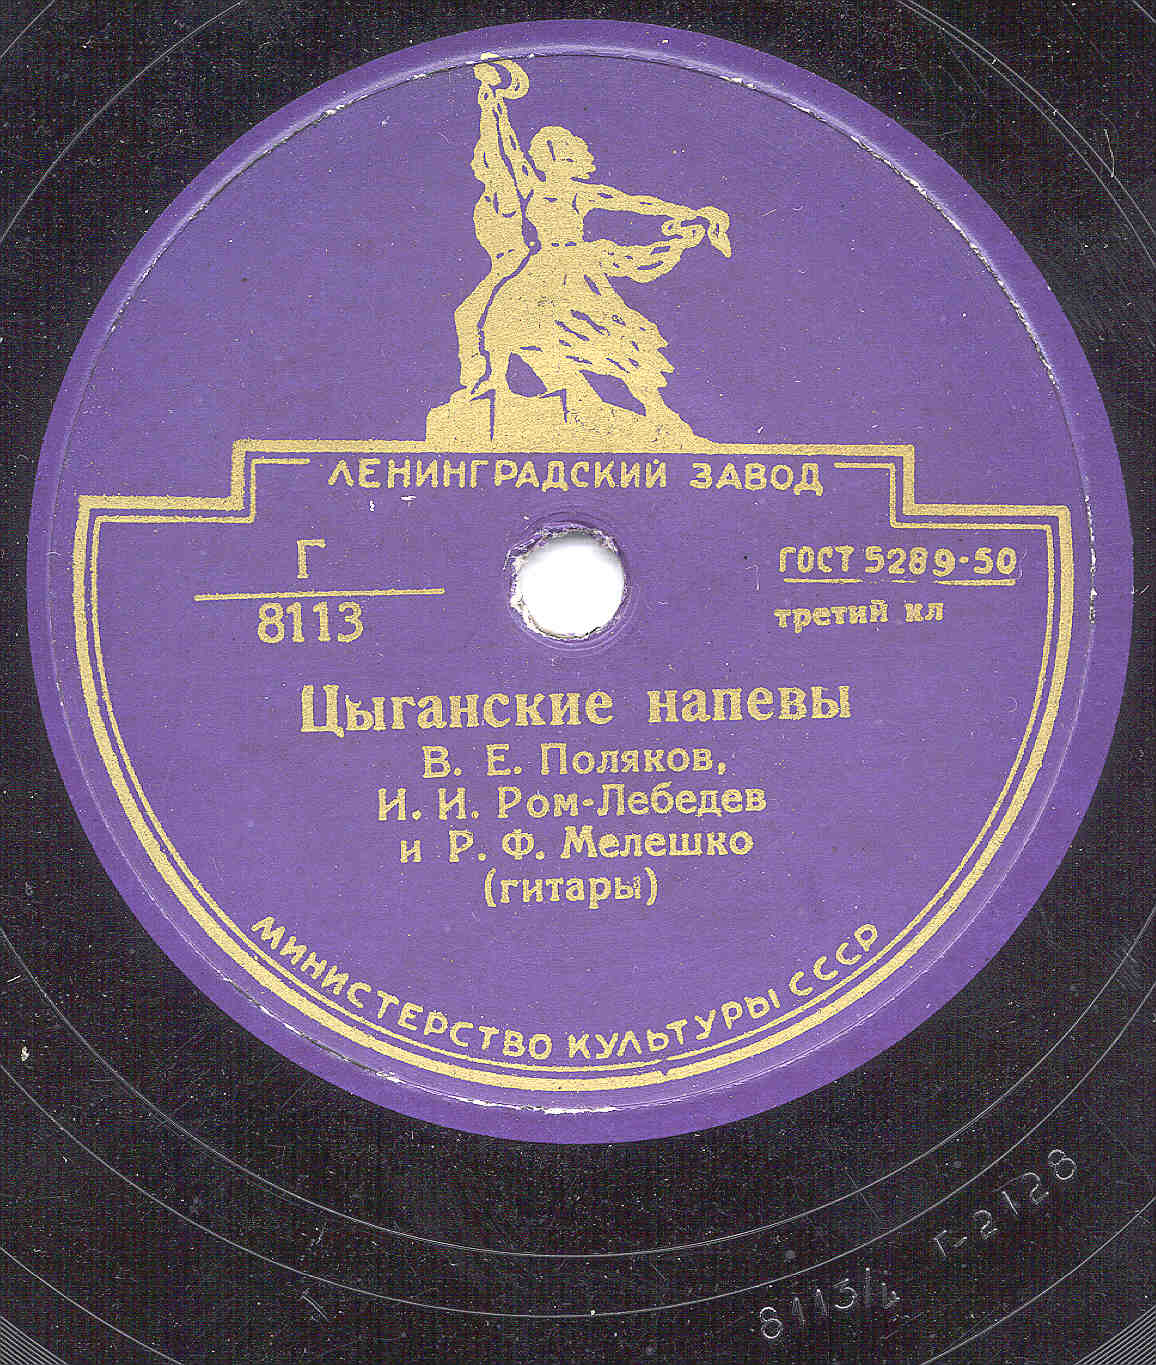 ЛЕНИНГРАДСКИЙ ЗАВОД
Г
8113
ГОСТ 5289-50
третий кл
Цыганские напевы
В. Е. Поляков,
И. И. Ром-Лебедев
и Р. Ф. Мелешко
(гитары)
МИНИСТЕРСТВО КУЛЬТУРЫ СССР
Г-2128
8113/4